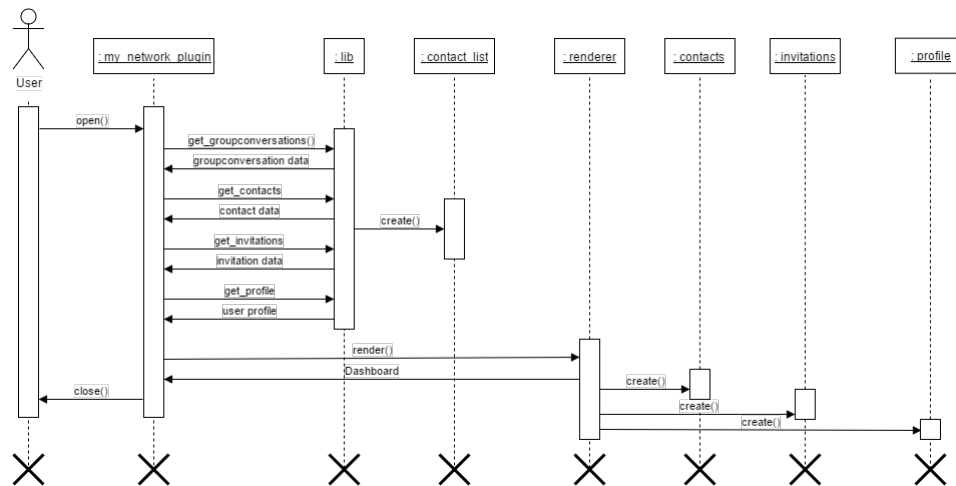 : my_network_plugin
: lib
: contact_list
: renderer
: contacts
: invitations
: profile
User
open()
get_groupconversations()
groupconversation data
get_contacts
contact data
create()
get_invitations
invitation data
get_profile
user profile
render()
Dashboard
create()
close()
create()
create()